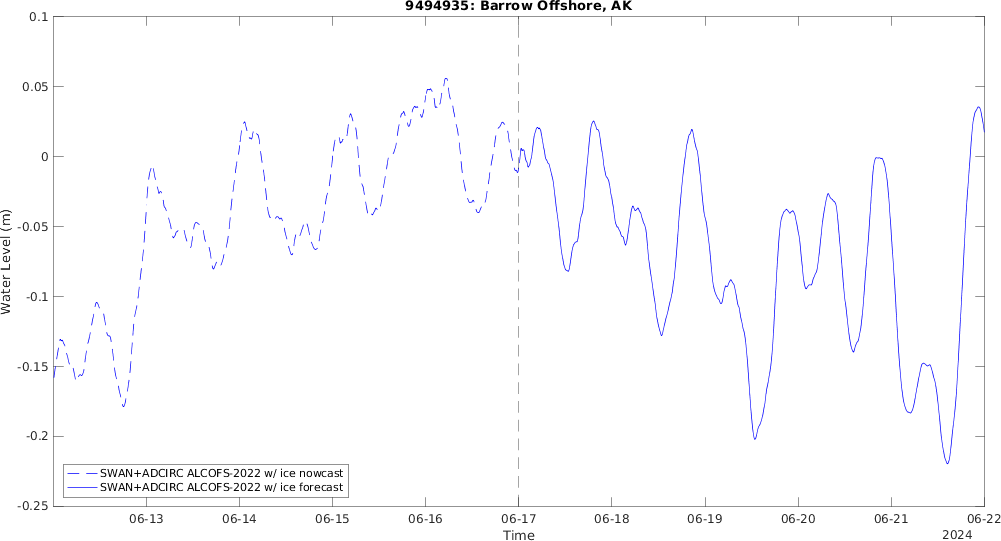 9494935: Barrow Offshore, AK
0.1
0.05
0
-0.05
-0.1
-0.15
-0.2
-0.25
Water Level (m)
SWAN+ADCIRC ALCOFS-2022 w/ ice nowcast
SWAN+ADCIRC ALCOFS-2022 w/ ice forecast
06-13 06-14 06-15 06-16 06-17 06-18 06-19 06-20 06-21 06-22
Time
2024